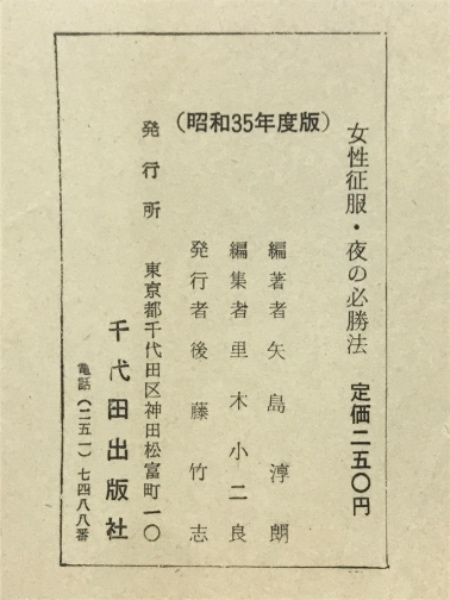 女性征服・夜の必勝法 定価二五〇円
（昭和35年度版）
編著者 矢島淳朗
編集者 里木小二良
発行者 後藤竹志
発行所 東京都千代田区神田松富町一〇
千代田出版社
電話（二五一）七四八八番